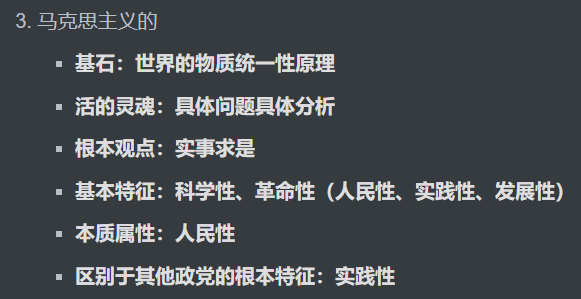 3. 马克思主义的
▪ 基石：世界的物质统一性原理
▪ 活的灵魂：具体问题具体分析
▪ 根本观点：实事求是
▪ 基本特征：科学性、革命性（人民性、实践性、发展性）
▪ 本质属性：人民性
▪ 区别于其他政党的根本特征：实践性